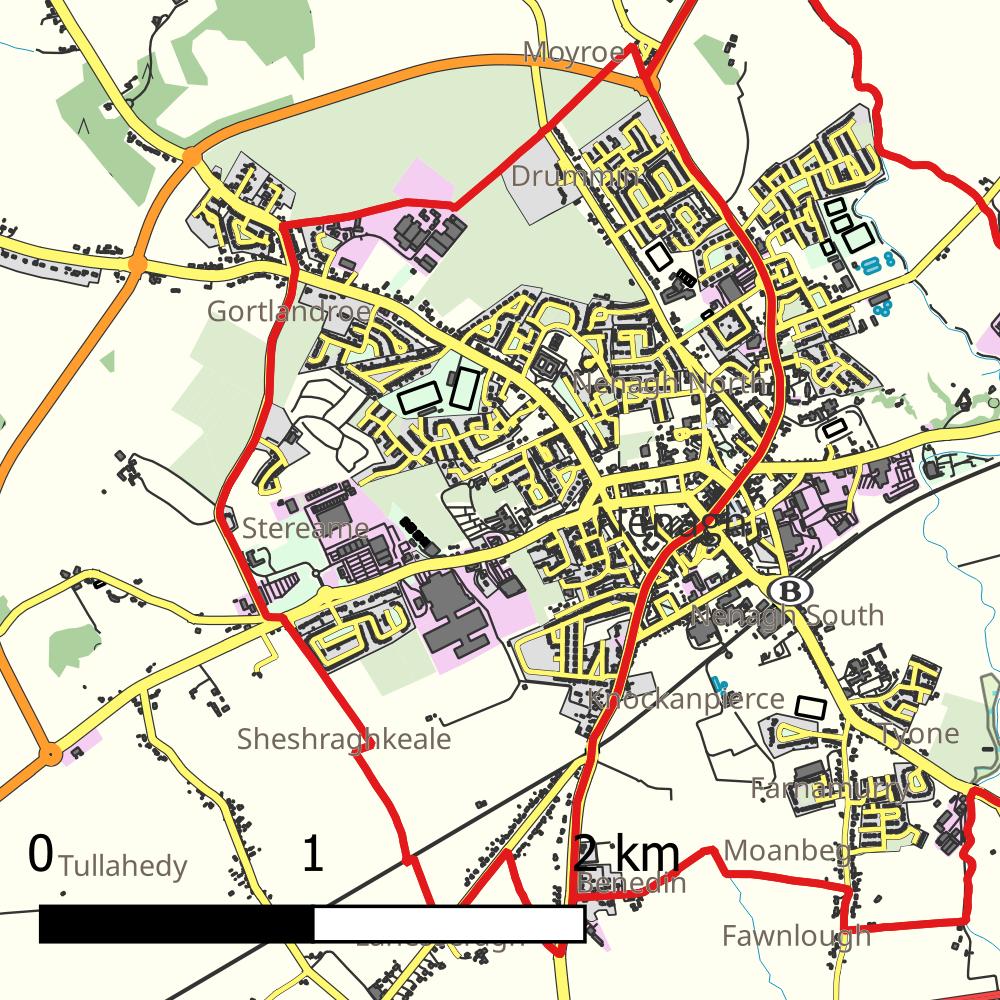 Moyroe
Drummin
Gortlandroe
Nenagh North
Nenagh
Stereame
B
Nenagh South
Knockanpierce
Tyone
Sheshraghkeale
Farnamurry
0
1
2 km
Moanbeg
Tullahedy
Benedin
Fawnlough